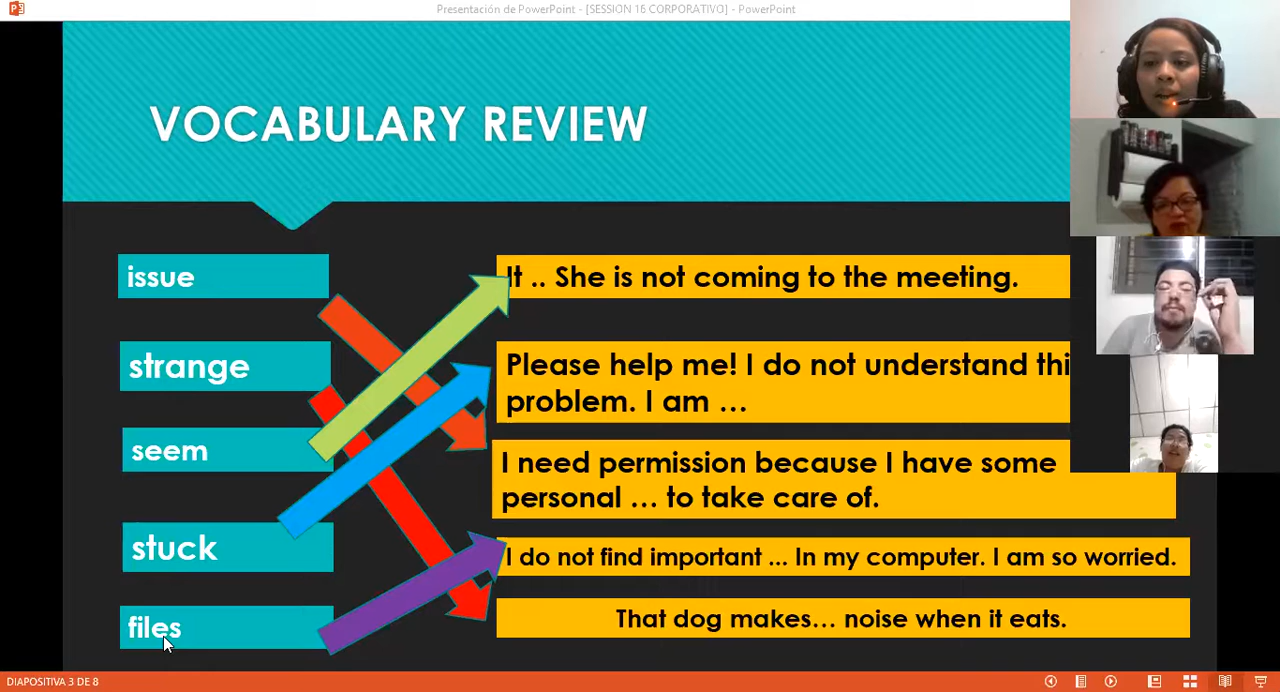 Presentación de PowerPoint - [SESSION 16 CORPORATIVO] - PowerPoint
VOCABULARY REVIEW
issue
It .. She is not coming to the meeting.
strange
Please help me! I do not understand
problem. I am ...
seem
I need permission because I have some
personal ... to take care of.
stuck
I do not find important ... In my computer. I am so worried.
files
That dog makes... noise when it eats.
DIAPOSITIVA 3 DE 8